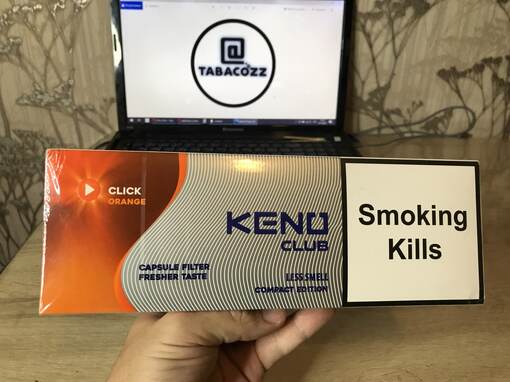 @
TABACOZZ
CLICK
ORANGE
KENO
CLUB
CAPSULE FILTER
FRESHER TASTE
LESS SMELL
COMPACT EDITION
Smoking
Kills